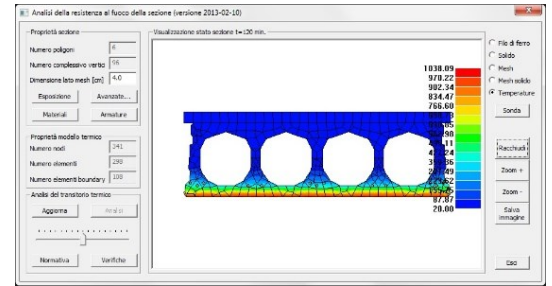 Analisi della resistenza al fuoco della sezione (versione 2013-02-10)
Proprietà sezione
Numero poligoni 6
Numero complessivo vertici 96
Dimensione lato mesh [cm] 4.0
Esposizione Avanzate...
Materiali Armature
Proprietà modello termico
Numero nodi 341
Numero elementi 298
Numero elementi boundary 108
Analisi del transitorio termico
Aggiorna Analisi
Normativa Verifiche
Visualizzazione stato sezione t=120 min.
1038.09
970.22
902.34
834.47
766.60
87.87
20.00
Filo di ferro
Solido
Mesh
Mesh solido
Temperature
Sonda
Racchiudi
Zoom +
Zoom -
Salva
immagine
Esci